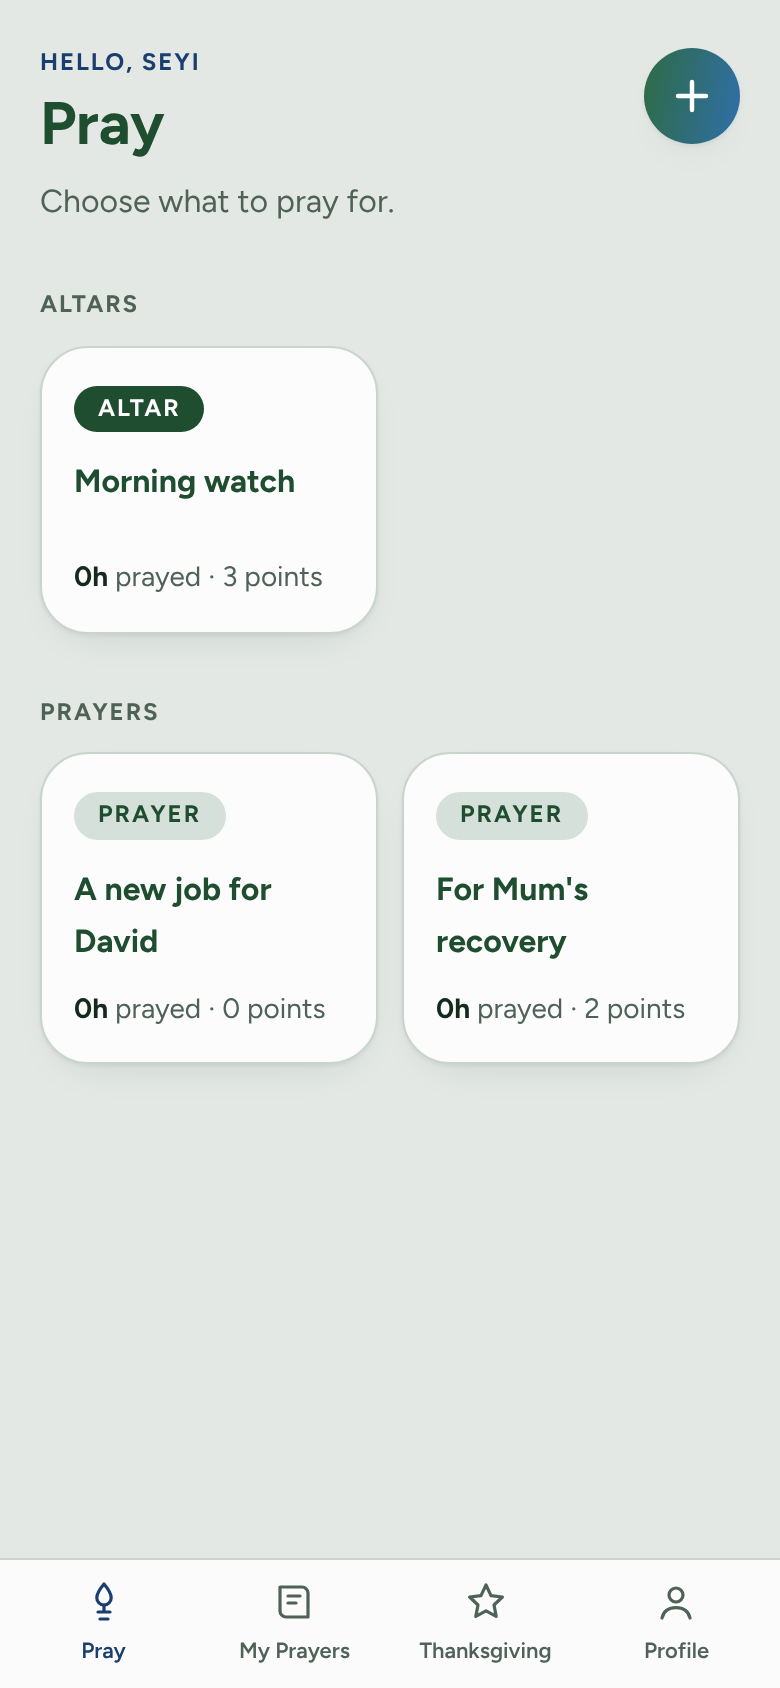 HELLO, SEYI
Pray
Choose what to pray for.
ALTARS
ALTAR
Morning watch
0h prayed · 3 points
PRAYERS
PRAYER
A new job for
David
0h prayed · 0 points
PRAYER
For Mum's
recovery
0h prayed · 2 points
Pray
My Prayers
Thanksgiving
Profile